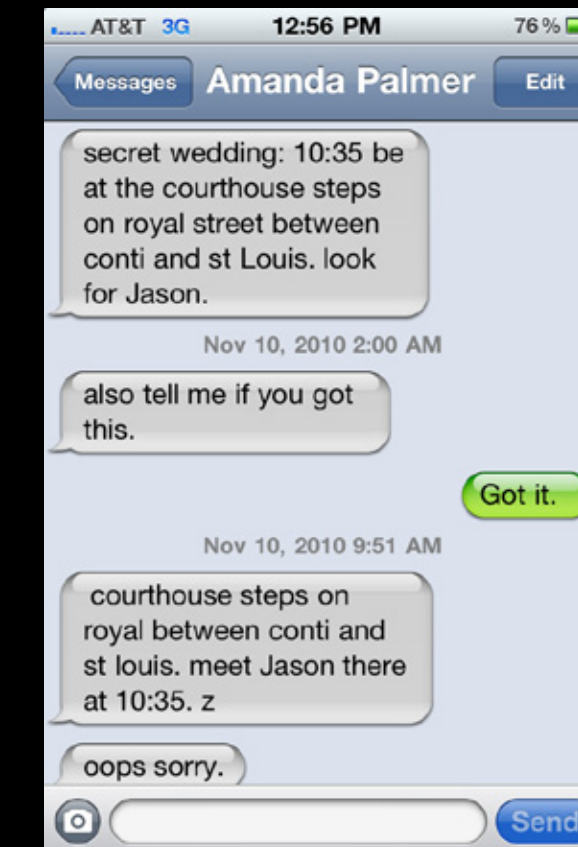 AT&T 3G 12:56 PM 76%
Messages Amanda Palmer Edit
secret wedding: 10:35 be
at the courthouse steps
on royal street between
conti and st Louis. look
for Jason.
Nov 10, 2010 2:00 AM
also tell me if you got
this.
Got it.
Nov 10, 2010 9:51 AM
courthouse steps on
royal between conti and
st louis. meet Jason there
at 10:35. z
oops sorry.
Send